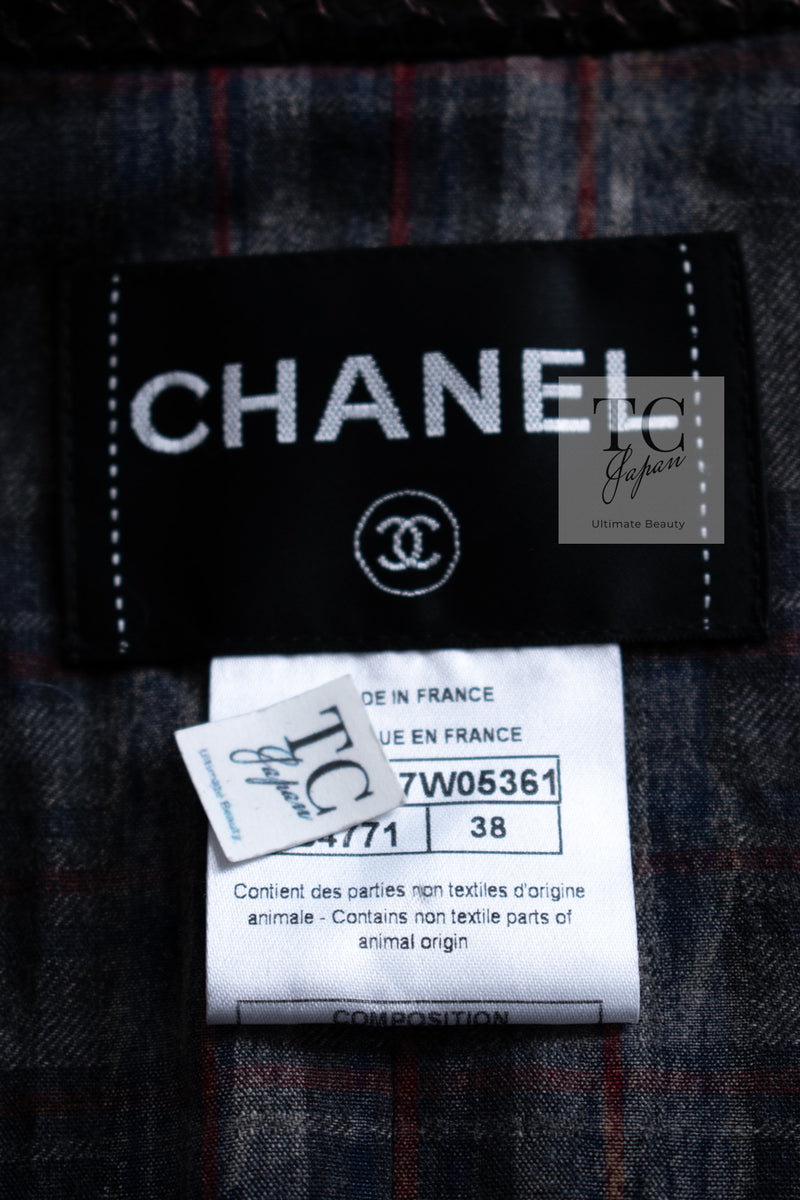 CHANEL
TC
Japan
Ultimate Beauty
DE IN FRANCE
UE EN FRANCE
TC
Japan
Ultimate Beauty
7W05361
4771
38
Contient des parties non textiles d'origine
animale - Contains non textile parts of
animal origin
COMPOSITION